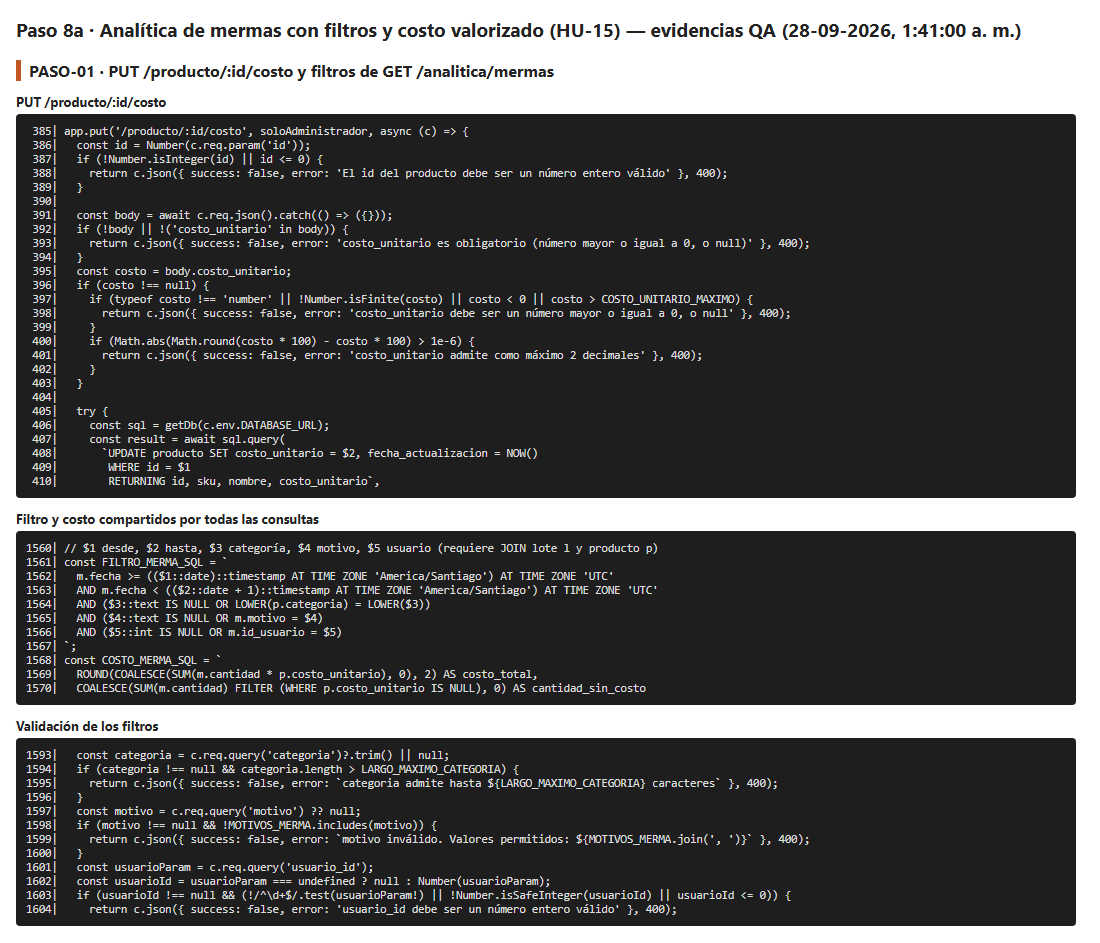 Paso 8a · Analítica de mermas con filtros y costo valorizado (HU-15) — evidencias QA (28-09-2026, 1:41:00 a. m.)
PASO-01 · PUT /producto/:id/costo y filtros de GET /analitica/mermas
PUT /producto/:id/costo
385| app.put('/producto/:id/costo', soloAdministrador, async (c) => {
386|   const id = Number(c.req.param('id'));
387|   if (!Number.isInteger(id) || id <= 0) {
388|     return c.json({ success: false, error: 'El id del producto debe ser un número entero válido' }, 400);
389|   }
390|
391|   const body = await c.req.json().catch(() => ({}));
392|   if (!body || !('costo_unitario' in body)) {
393|     return c.json({ success: false, error: 'costo_unitario es obligatorio (número mayor o igual a 0, o null)' }, 400);
394|   }
395|   const costo = body.costo_unitario;
396|   if (costo !== null) {
397|     if (typeof costo !== 'number' || !Number.isFinite(costo) || costo < 0 || costo > COSTO_UNITARIO_MAXIMO) {
398|       return c.json({ success: false, error: 'costo_unitario debe ser un número mayor o igual a 0, o null' }, 400);
399|     }
400|     if (Math.abs(Math.round(costo * 100) - costo * 100) > 1e-6) {
401|       return c.json({ success: false, error: 'costo_unitario admite como máximo 2 decimales' }, 400);
402|     }
403|   }
404|
405|   try {
406|     const sql = getDb(c.env.DATABASE_URL);
407|     const result = await sql.query(
408|       `UPDATE producto SET costo_unitario = $2, fecha_actualizacion = NOW()
409|        WHERE id = $1
410|        RETURNING id, sku, nombre, costo_unitario`,
Filtro y costo compartidos por todas las consultas
1560| // $1 desde, $2 hasta, $3 categoría, $4 motivo, $5 usuario (requiere JOIN lote l y producto p)
1561| const FILTRO_MERMA_SQL = `
1562|   m.fecha >= (($1::date)::timestamp AT TIME ZONE 'America/Santiago') AT TIME ZONE 'UTC'
1563|   AND m.fecha < (($2::date + 1)::timestamp AT TIME ZONE 'America/Santiago') AT TIME ZONE 'UTC'
1564|   AND ($3::text IS NULL OR LOWER(p.categoria) = LOWER($3))
1565|   AND ($4::text IS NULL OR m.motivo = $4)
1566|   AND ($5::int IS NULL OR m.id_usuario = $5)
1567| `;
1568| const COSTO_MERMA_SQL = `
1569|   ROUND(COALESCE(SUM(m.cantidad * p.costo_unitario), 0), 2) AS costo_total,
1570|   COALESCE(SUM(m.cantidad) FILTER (WHERE p.costo_unitario IS NULL), 0) AS cantidad_sin_costo
Validación de los filtros
1593|   const categoria = c.req.query('categoria')?.trim() || null;
1594|   if (categoria !== null && categoria.length > LARGO_MAXIMO_CATEGORIA) {
1595|     return c.json({ success: false, error: `categoria admite hasta ${LARGO_MAXIMO_CATEGORIA} caracteres` }, 400);
1596|   }
1597|   const motivo = c.req.query('motivo') ?? null;
1598|   if (motivo !== null && !MOTIVOS_MERMA.includes(motivo)) {
1599|     return c.json({ success: false, error: `motivo inválido. Valores permitidos: ${MOTIVOS_MERMA.join(', ')}` }, 400);
1600|   }
1601|   const usuarioParam = c.req.query('usuario_id');
1602|   const usuarioId = usuarioParam === undefined ? null : Number(usuarioParam);
1603|   if (usuarioId !== null && (!/^\d+$/.test(usuarioParam!) || !Number.isSafeInteger(usuarioId) || usuarioId <= 0)) {
1604|     return c.json({ success: false, error: 'usuario_id debe ser un número entero válido' }, 400);